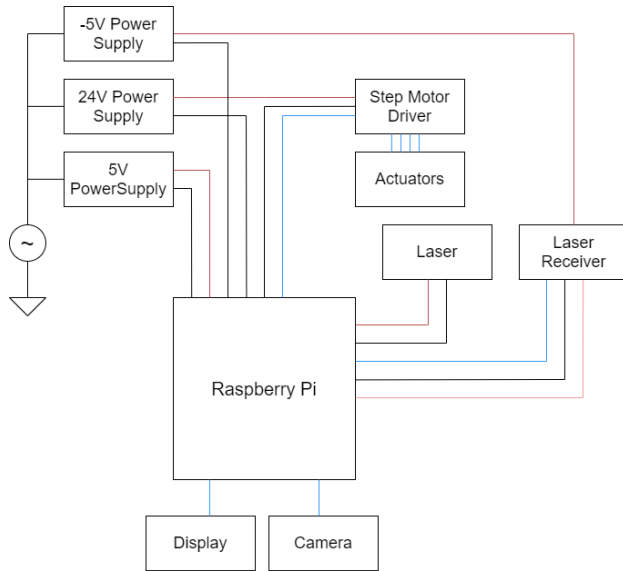 -5V Power
Supply
24V Power
Supply
Step Motor
Driver
5V
PowerSupply
Actuators
~
Laser
Laser
Receiver
Raspberry Pi
Display
Camera